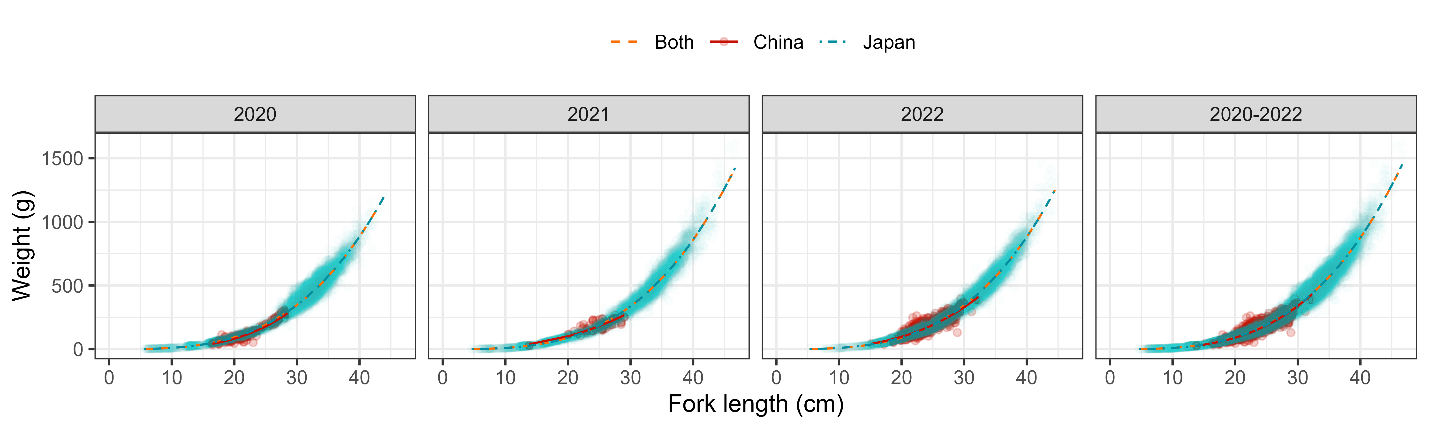 Both China Japan
2020 2021 2022 2020-2022
Weight (g)
1500
1000
500
0
0 10 20 30 40 0 10 20 30 40 0 10 20 30 40 0 10 20 30 40
Fork length (cm)